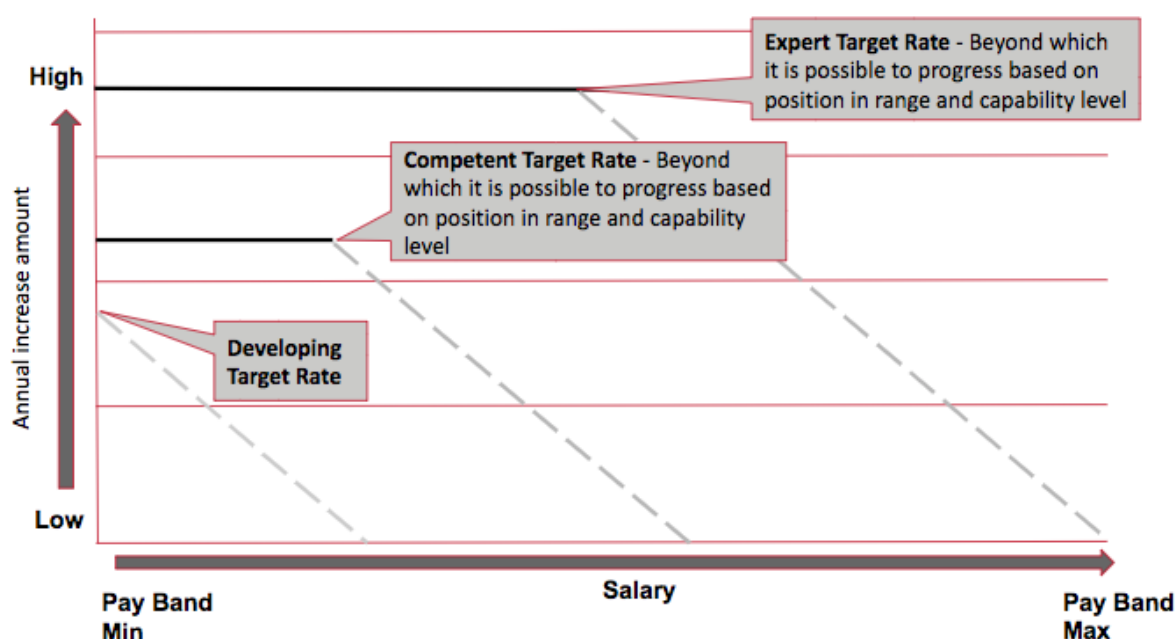 High
Expert Target Rate - Beyond which
it is possible to progress based on
position in range and capability level
Competent Target Rate - Beyond
which it is possible to progress based
on position in range and capability
level
Annual increase amount
Developing
Target Rate
Low
Salary
Pay Band
Min
Pay Band
Max